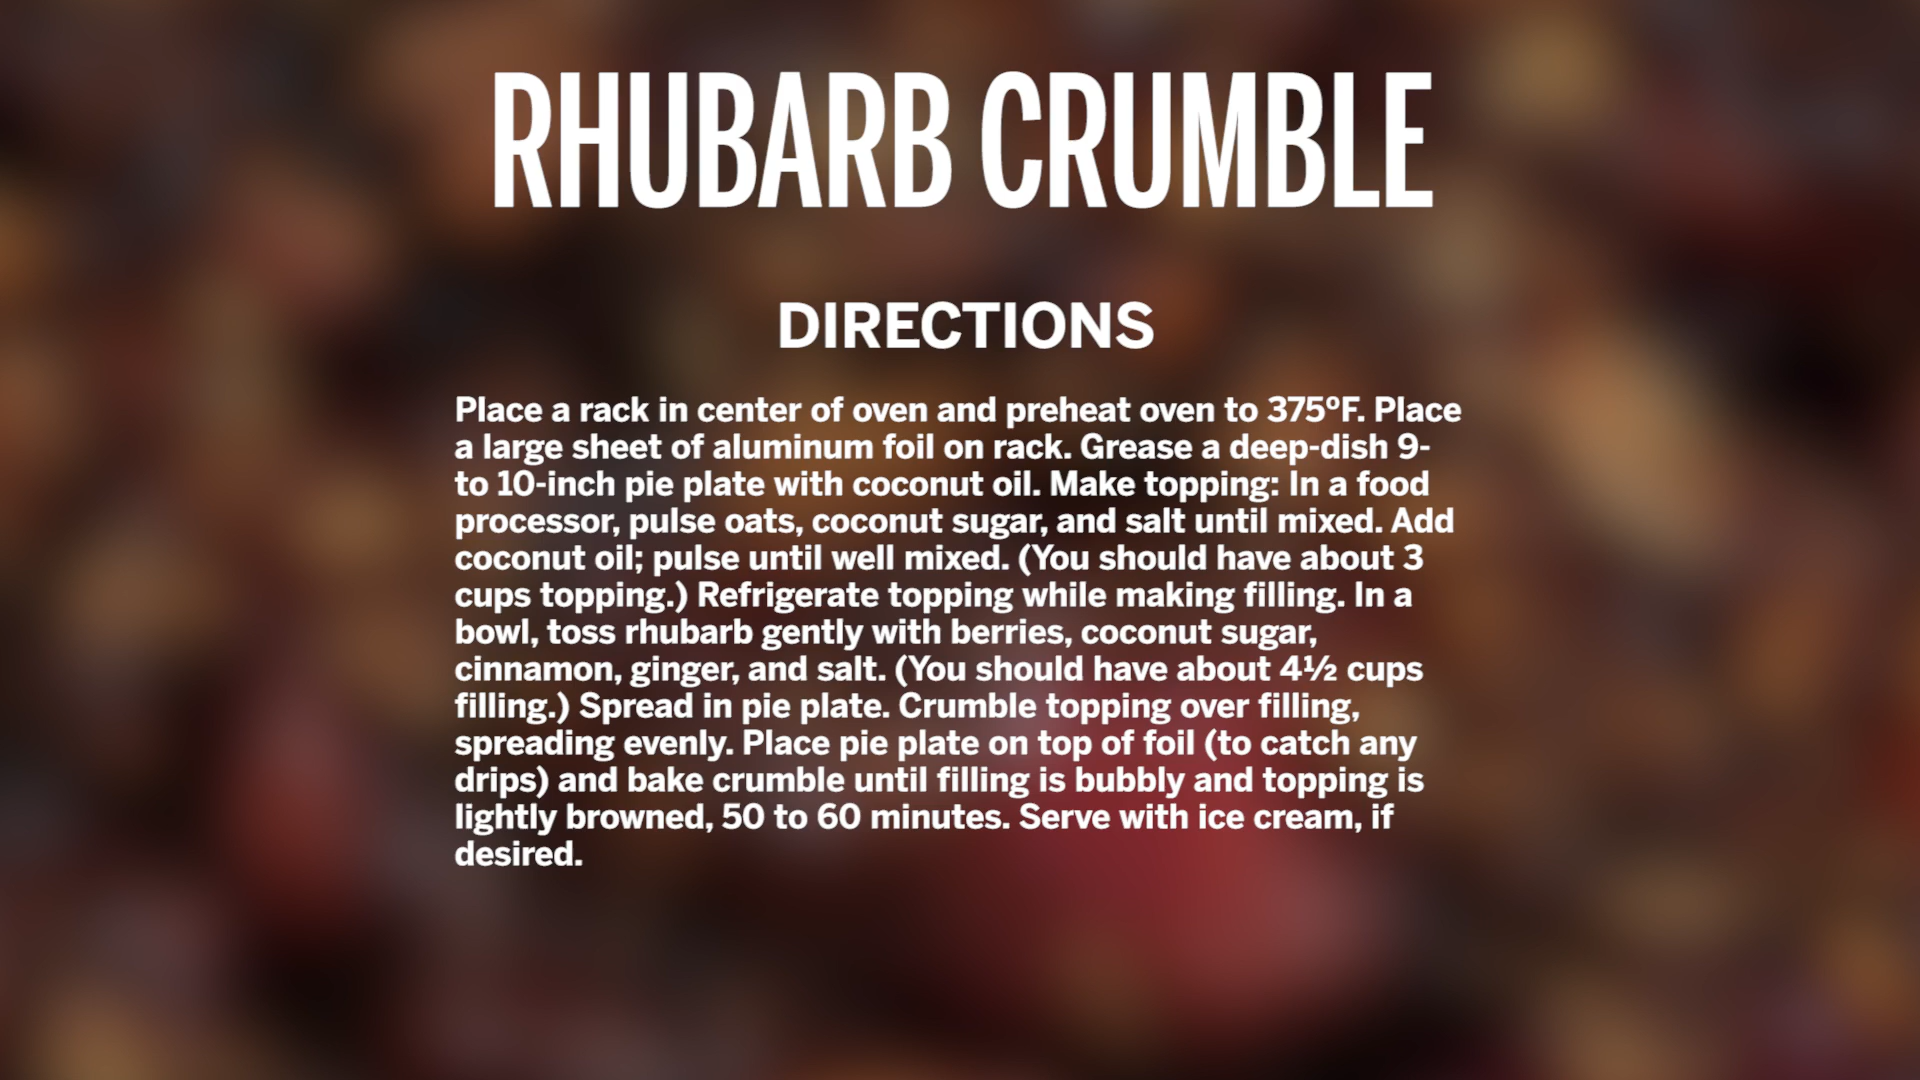 RHUBARB CRUMBLE
DIRECTIONS
Place a rack in center of oven and preheat oven to 375ºF. Place
a large sheet of aluminum foil on rack. Grease a deep-dish 9-
to 10-inch pie plate with coconut oil. Make topping: In a food
processor, pulse oats, coconut sugar, and salt until mixed. Add
coconut oil; pulse until well mixed. (You should have about 3
cups topping.) Refrigerate topping while making filling. In a
bowl, toss rhubarb gently with berries, coconut sugar,
cinnamon, ginger, and salt. (You should have about 4½ cups
filling.) Spread in pie plate. Crumble topping over filling,
spreading evenly. Place pie plate on top of foil (to catch any
drips) and bake crumble until filling is bubbly and topping is
lightly browned, 50 to 60 minutes. Serve with ice cream, if
desired.